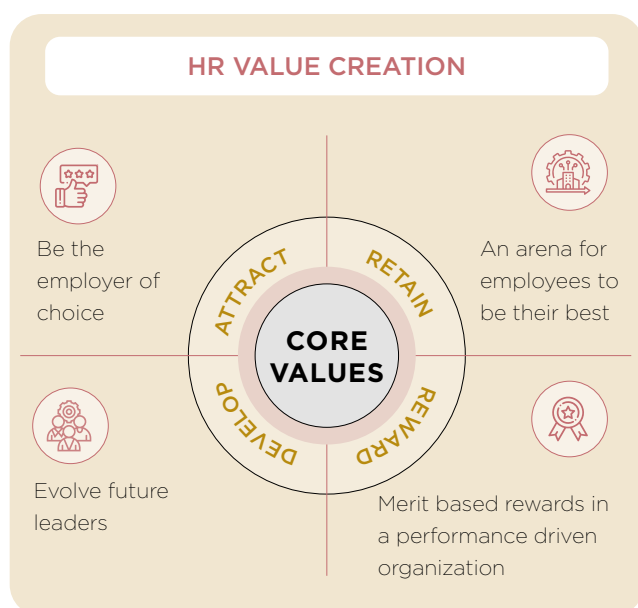 HR VALUE CREATION
Be the
employer of
choice
An arena for
employees to
be their best
ATTRACT
RETAIN
CORE
VALUES
DEVELOP
REWARD
Evolve future
leaders
Merit based rewards in
a performance driven
organization